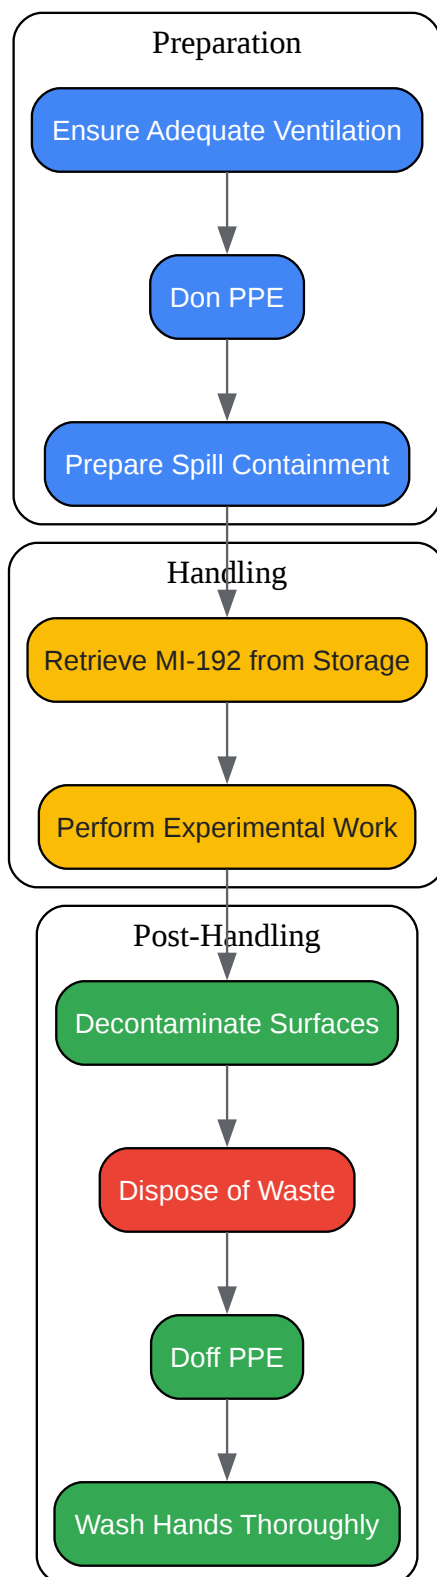 Preparation
Ensure Adequate Ventilation
Don PPE
Prepare Spill Containment
Handling
Retrieve MI-192 from Storage
Perform Experimental Work
Post-Handling
Decontaminate Surfaces
Dispose of Waste
Doff PPE
Wash Hands Thoroughly